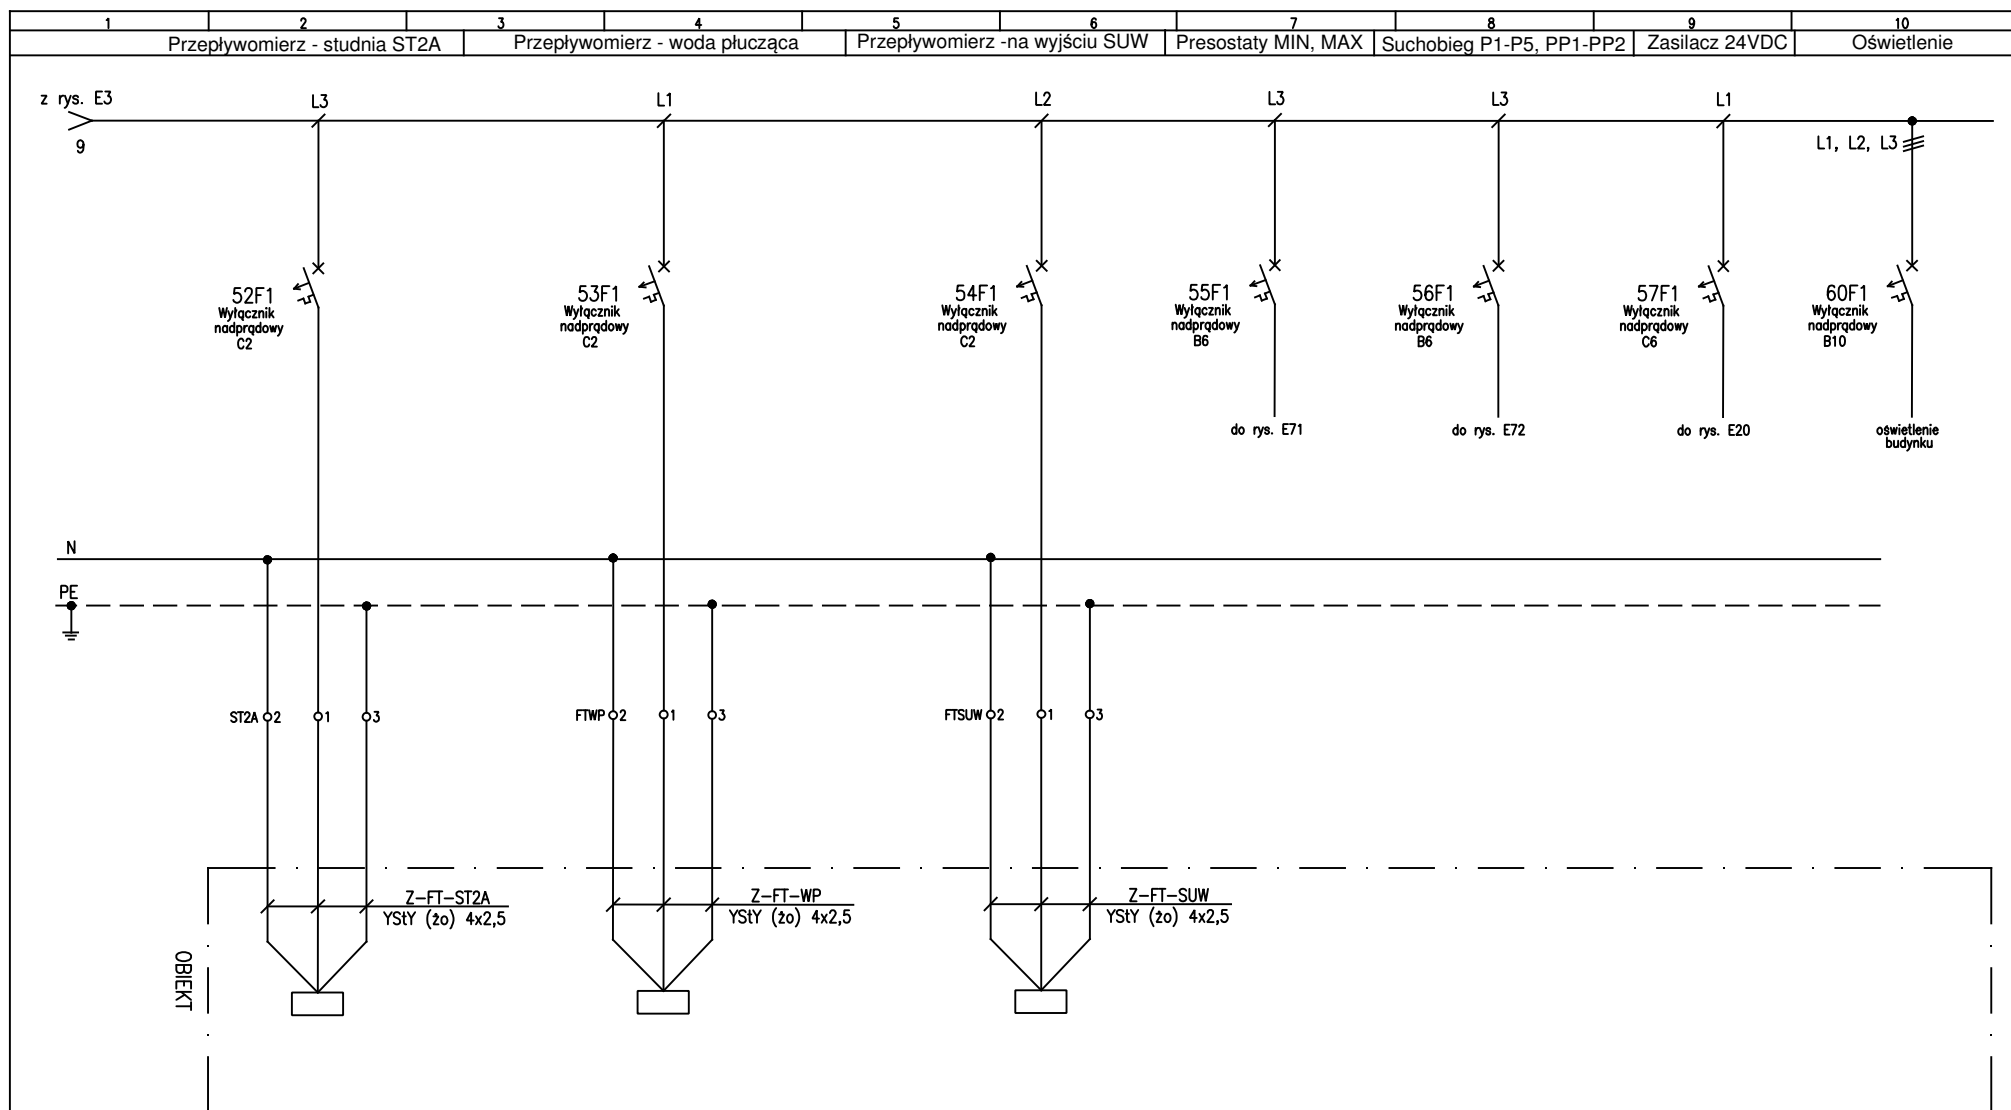 1 2 3 4 5 6 7 8 9 10
Przepływomierz - studnia ST2A Przepływomierz - woda płucząca Przepływomierz -na wyjściu SUW Presostaty MIN, MAX Suchobieg P1-P5, PP1-PP2 Zasilacz 24VDC Oświetlenie
z rys. E3
9
L3 L1 L2 L3 L3 L1
L1, L2, L3
52F1
Wyłącznik
nadprądowy
C2
53F1
Wyłącznik
nadprądowy
C2
54F1
Wyłącznik
nadprądowy
C2
55F1
Wyłącznik
nadprądowy
B6
56F1
Wyłącznik
nadprądowy
B6
57F1
Wyłącznik
nadprądowy
C6
60F1
Wyłącznik
nadprądowy
B10
do rys. E71
do rys. E72
do rys. E20
oświetlenie
budynku
N
PE
ST2A 2 1 3
FTWP 2 1 3
FTSUW 2 1 3
Z-FT-ST2A
YStY (żo) 4x2,5
Z-FT-WP
YStY (żo) 4x2,5
Z-FT-SUW
YStY (żo) 4x2,5
OBIEKT